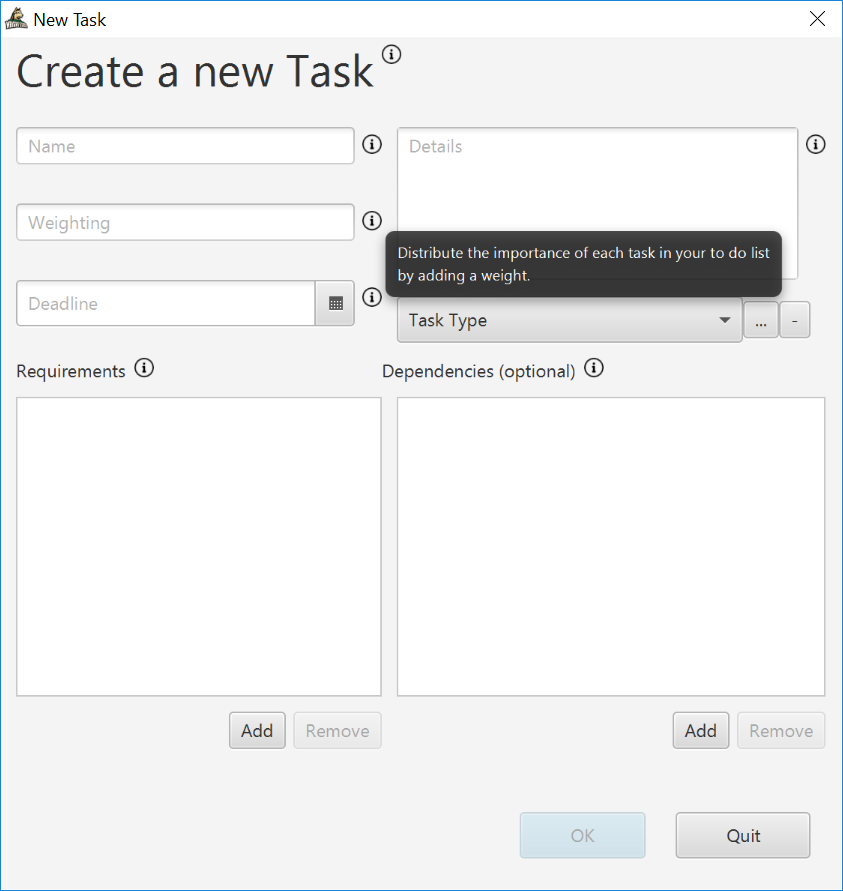 New Task
Create a new Task
Name
Details
Weighting
Distribute the importance of each task in your to do list
by adding a weight.
Deadline
Task Type
...
-
Requirements
Dependencies (optional)
Add
Remove
Add
Remove
OK
Quit